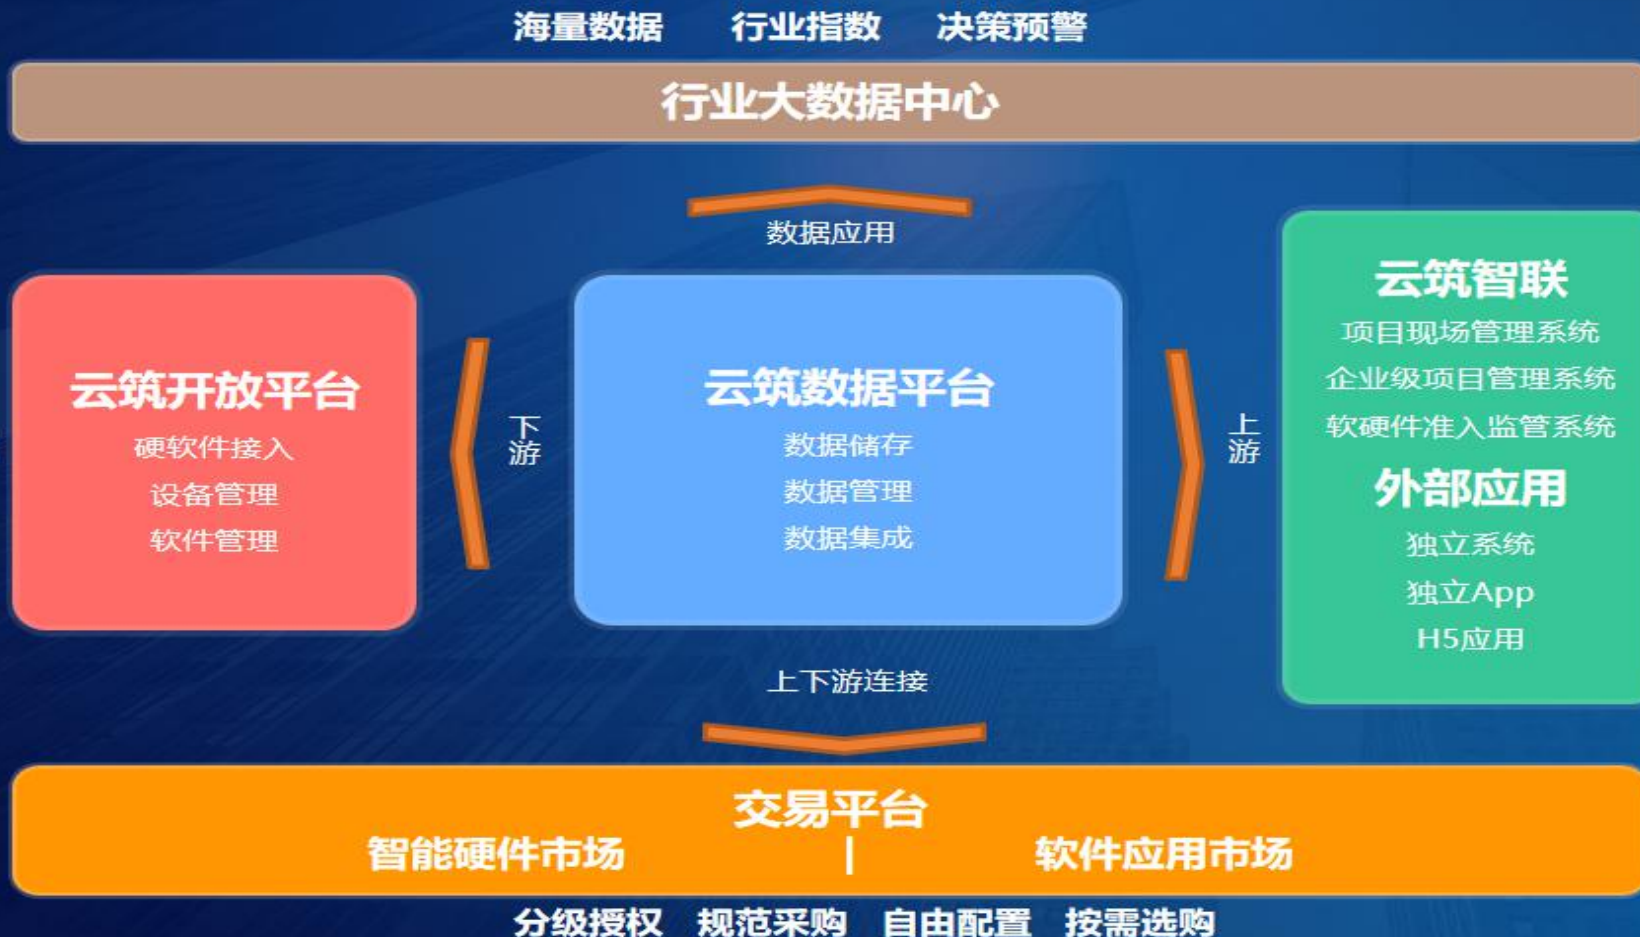 海量数据 行业指数 决策预警
行业大数据中心
数据应用
云筑开放平台
硬软件接入
设备管理
软件管理
下游
云筑数据平台
数据储存
数据管理
数据集成
上游
云筑智联
项目现场管理系统
企业级项目管理系统
软硬件准入监管系统
外部应用
独立系统
独立App
H5应用
上下游连接
交易平台
智能硬件市场 | 软件应用市场
分级授权 规范采购 自由配置 按需选购